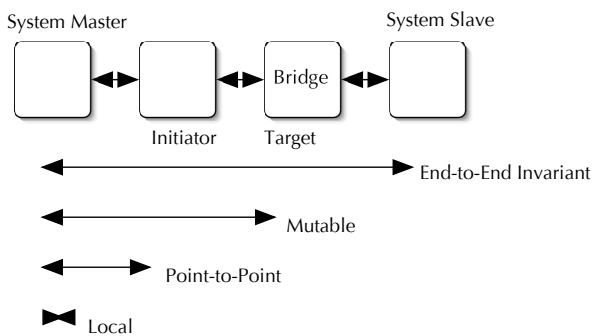 System Master
System Slave
Bridge
Initiator
Target
End-to-End Invariant
Mutable
Point-to-Point
Local